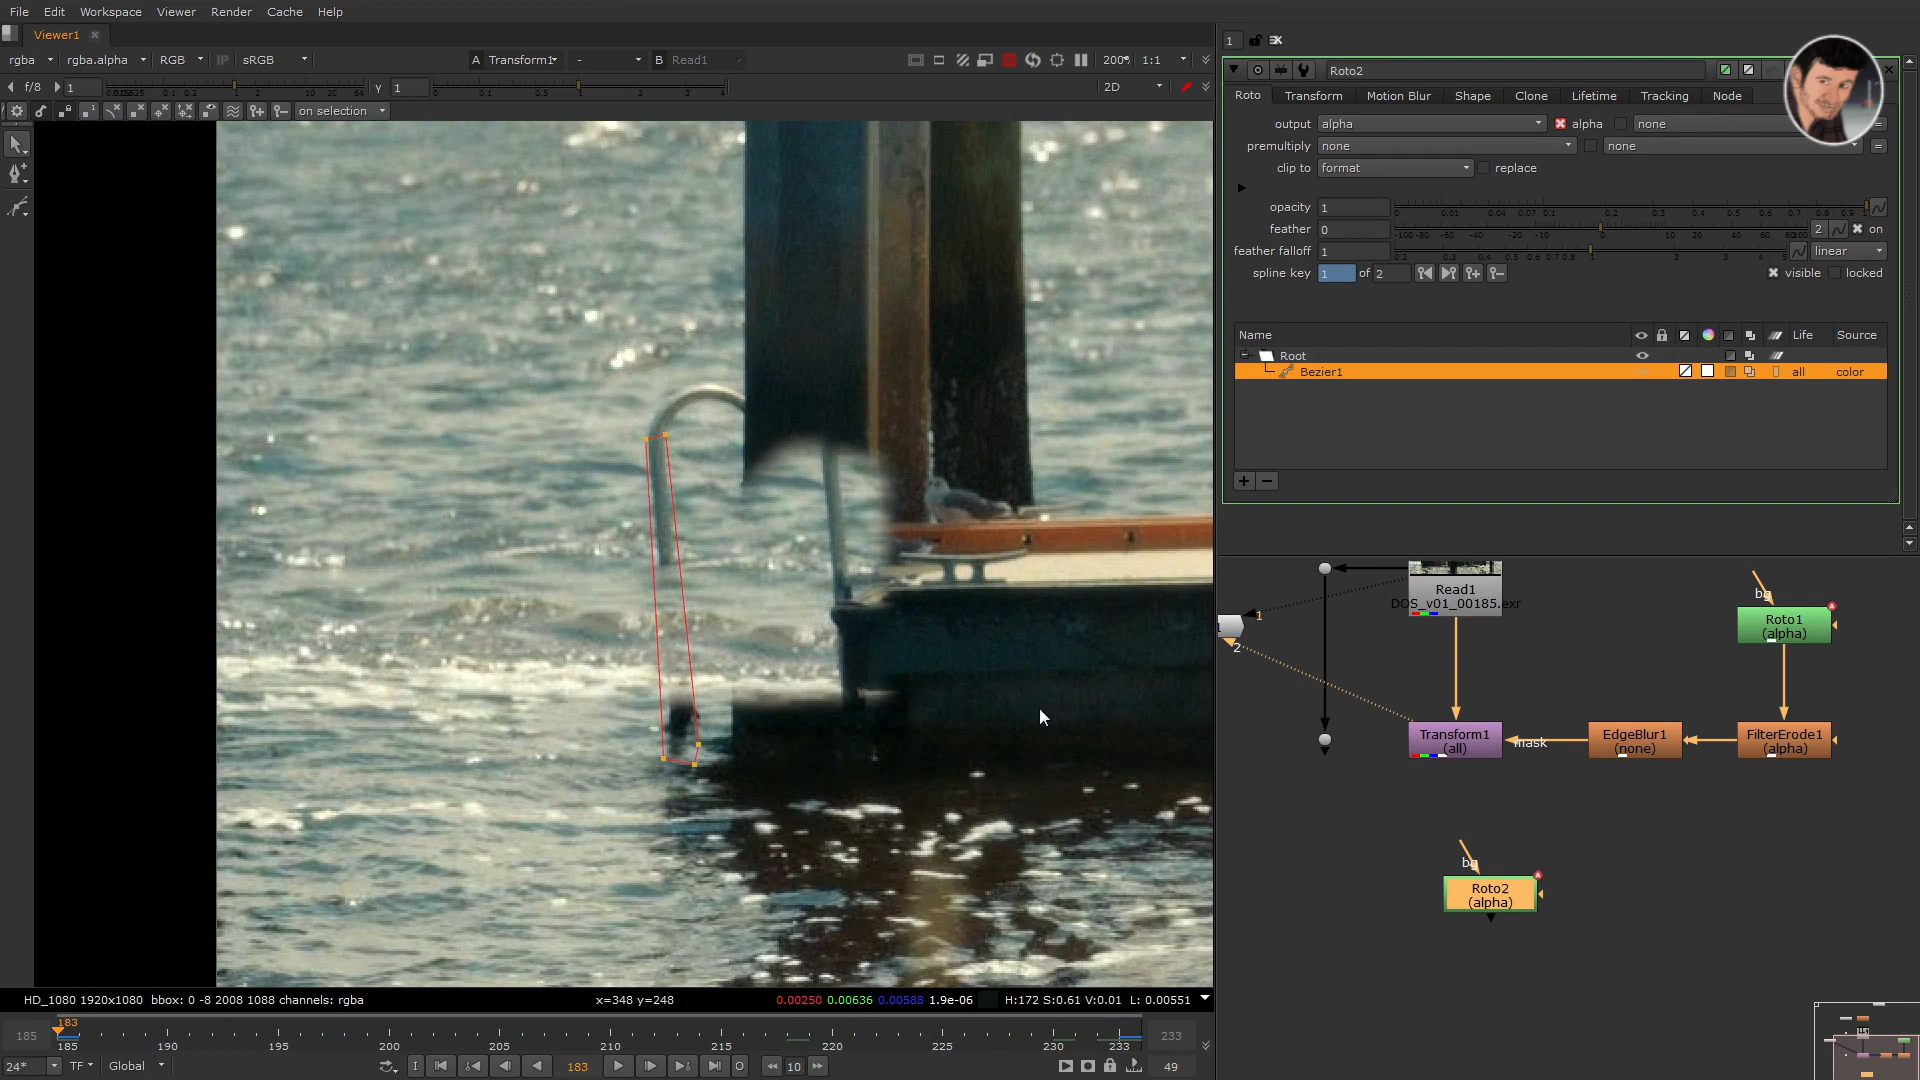 File Edit Workspace Viewer Render Cache Help
Viewer1
rgba rgba.alpha RGB IP sRGB A Transform1 - B Read1 200% 1:1
f/8 1 γ 1 2D
on selection
1
Roto2
Roto Transform Motion Blur Shape Clone Lifetime Tracking Node
output alpha alpha none =
premultiply none none =
clip to format replace
opacity 1
feather 0 2 on
feather falloff 1 linear
spline key 1 of 2 visible locked
Name Life Source
Root
Bezier1 all color
Read1
DOS_v01_00185.exr
1
2
bg
Roto1
(alpha)
Transform1
(all)
mask
EdgeBlur1
(none)
FilterErode1
(alpha)
bg
Roto2
(alpha)
HD_1080 1920x1080 bbox: 0 -8 2008 1088 channels: rgba x=348 y=248 0.00250 0.00636 0.00588 1.9e-06 H:172 S:0.61 V:0.01 L: 0.00551
183
185 185 190 195 200 205 210 215 220 225 230 233 233
24* TF Global I 183 O 10 49